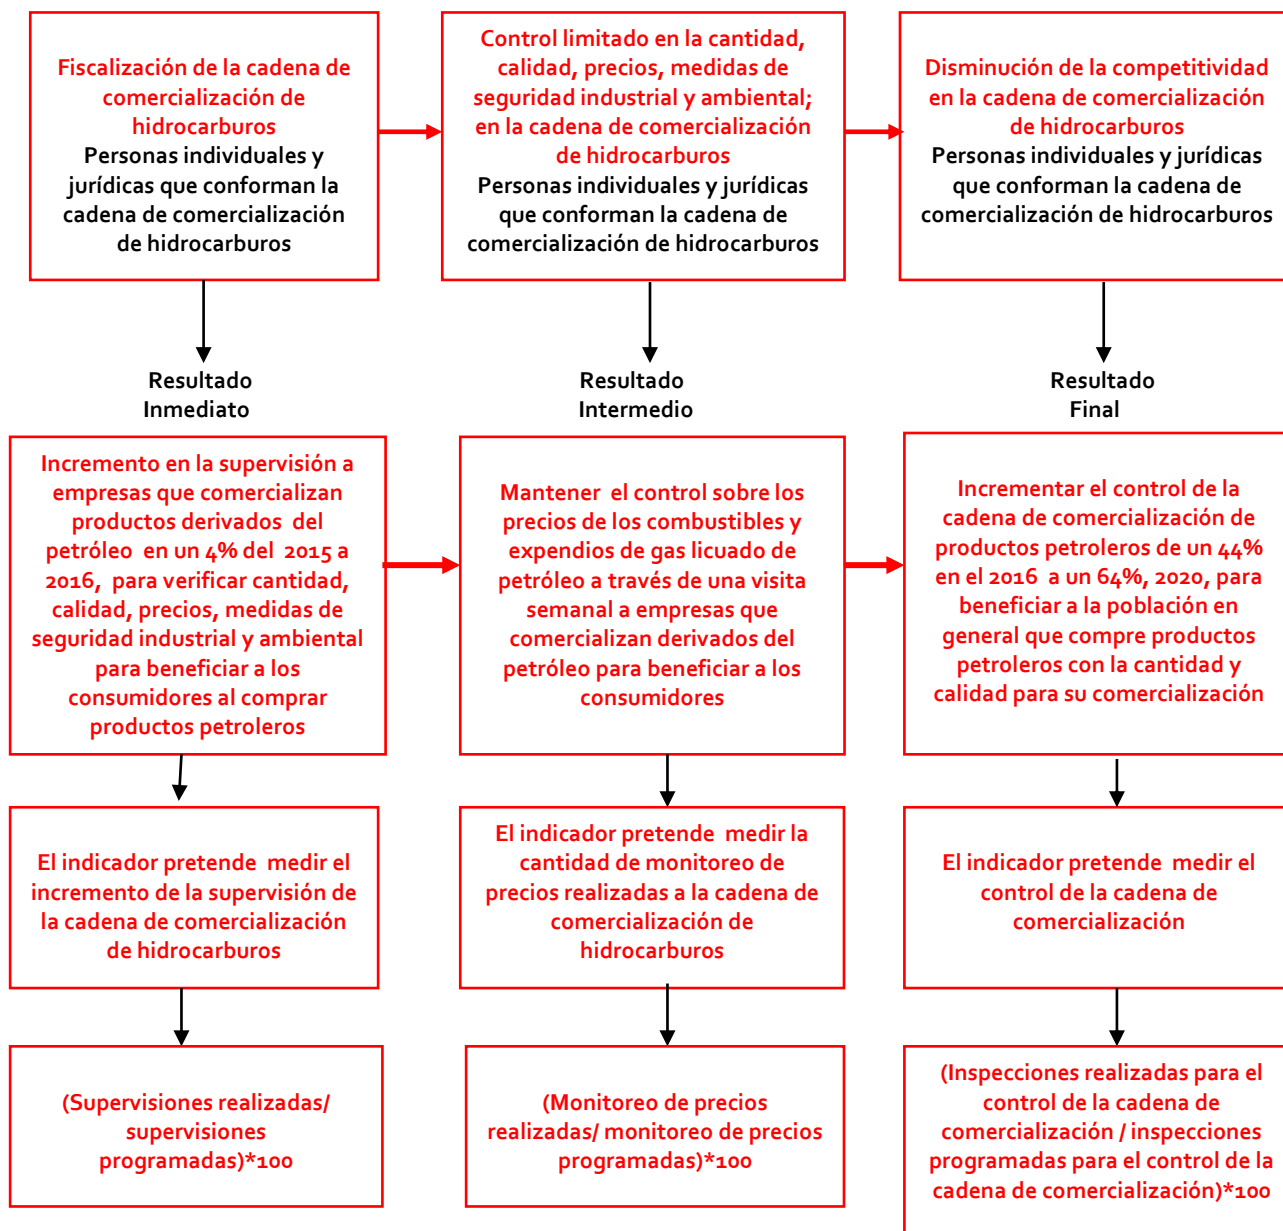 Fiscalización de la cadena de
comercialización de
hidrocarburos
Personas individuales y
jurídicas que conforman la
cadena de comercialización
de hidrocarburos
Control limitado en la cantidad,
calidad, precios, medidas de
seguridad industrial y ambiental;
en la cadena de comercialización
de hidrocarburos
Personas individuales y jurídicas
que conforman la cadena de
comercialización de hidrocarburos
Disminución de la competitividad
en la cadena de comercialización
de hidrocarburos
Personas individuales y jurídicas
que conforman la cadena de
comercialización de hidrocarburos
Resultado
Inmediato
Resultado
Intermedio
Resultado
Final
Incremento en la supervisión a
empresas que comercializan
productos derivados del
petróleo en un 4% del 2015 a
2016, para verificar cantidad,
calidad, precios, medidas de
seguridad industrial y ambiental
para beneficiar a los
consumidores al comprar
productos petroleros
Mantener el control sobre los
precios de los combustibles y
expendios de gas licuado de
petróleo a través de una visita
semanal a empresas que
comercializan derivados del
petróleo para beneficiar a los
consumidores
Incrementar el control de la
cadena de comercialización de
productos petroleros de un 44%
en el 2016 a un 64%, 2020, para
beneficiar a la población en
general que compre productos
petroleros con la cantidad y
calidad para su comercialización
El indicador pretende medir el
incremento de la supervisión de
la cadena de comercialización
de hidrocarburos
El indicador pretende medir la
cantidad de monitoreo de
precios realizadas a la cadena de
comercialización de
hidrocarburos
El indicador pretende medir el
control de la cadena de
comercialización
(Supervisiones realizadas/
supervisiones
programadas)*100
(Monitoreo de precios
realizadas/ monitoreo de precios
programadas)*100
(Inspecciones realizadas para el
control de la cadena de
comercialización / inspecciones
programadas para el control de la
cadena de comercialización)*100